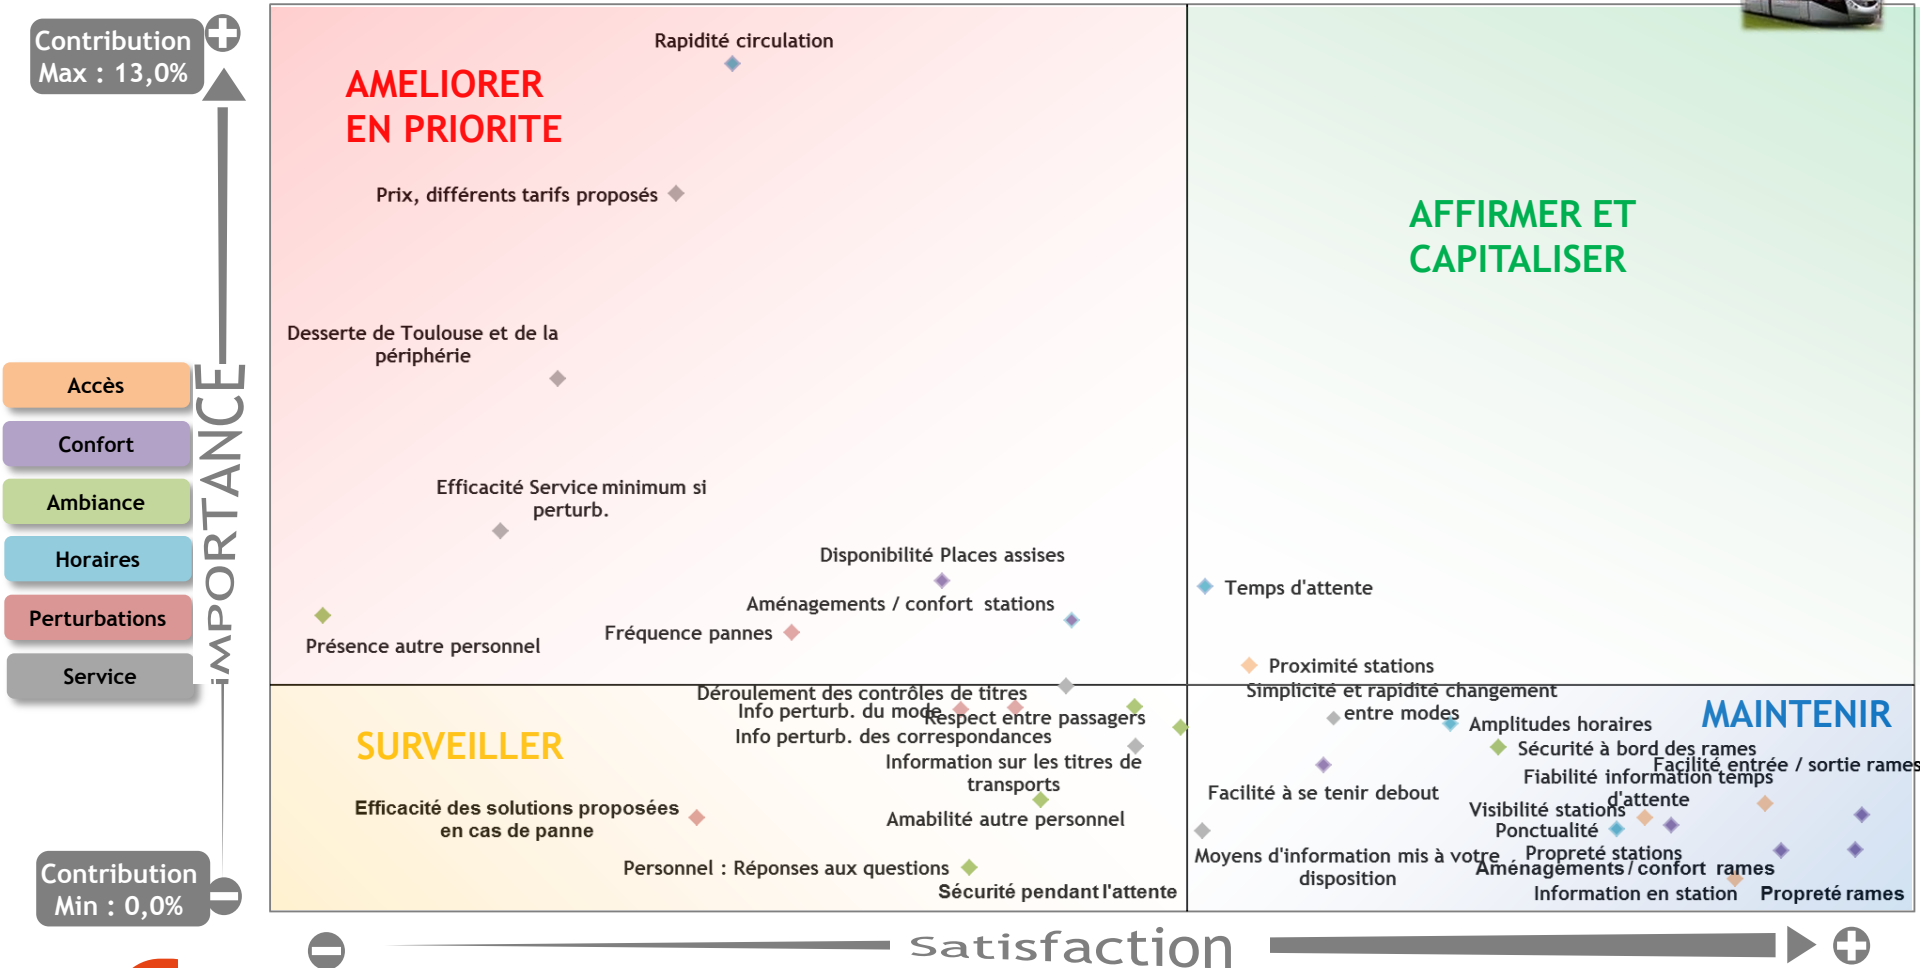 Contribution
Max : 13,0%
Rapidité circulation
AMELIORER
EN PRIORITE
Prix, différents tarifs proposés
AFFIRMER ET
CAPITALISER
Desserte de Toulouse et de la
périphérie
Accès
Confort
Ambiance
Horaires
Perturbations
Service
IMPORTANCE
Efficacité Service minimum si
perturb.
Disponibilité Places assises
Temps d'attente
Aménagements / confort stations
Fréquence pannes
Présence autre personnel
Proximité stations
Déroulement des contrôles de titres
Info perturb. du mode
Respect entre passagers
Info perturb. des correspondances
Simplicité et rapidité changement
entre modes
MAINTENIR
Amplitudes horaires
SURVEILLER
Sécurité à bord des rames
Facilité entrée / sortie rames
Information sur les titres de
transports
Fiabilité information temps
d'attente
Facilité à se tenir debout
Efficacité des solutions proposées
en cas de panne
Amabilité autre personnel
Visibilité stations
Ponctualité
Personnel : Réponses aux questions
Moyens d'information mis à votre
disposition
Propreté stations
Aménagements / confort rames
Sécurité pendant l'attente
Information en station
Propreté rames
Contribution
Min : 0,0%
Satisfaction